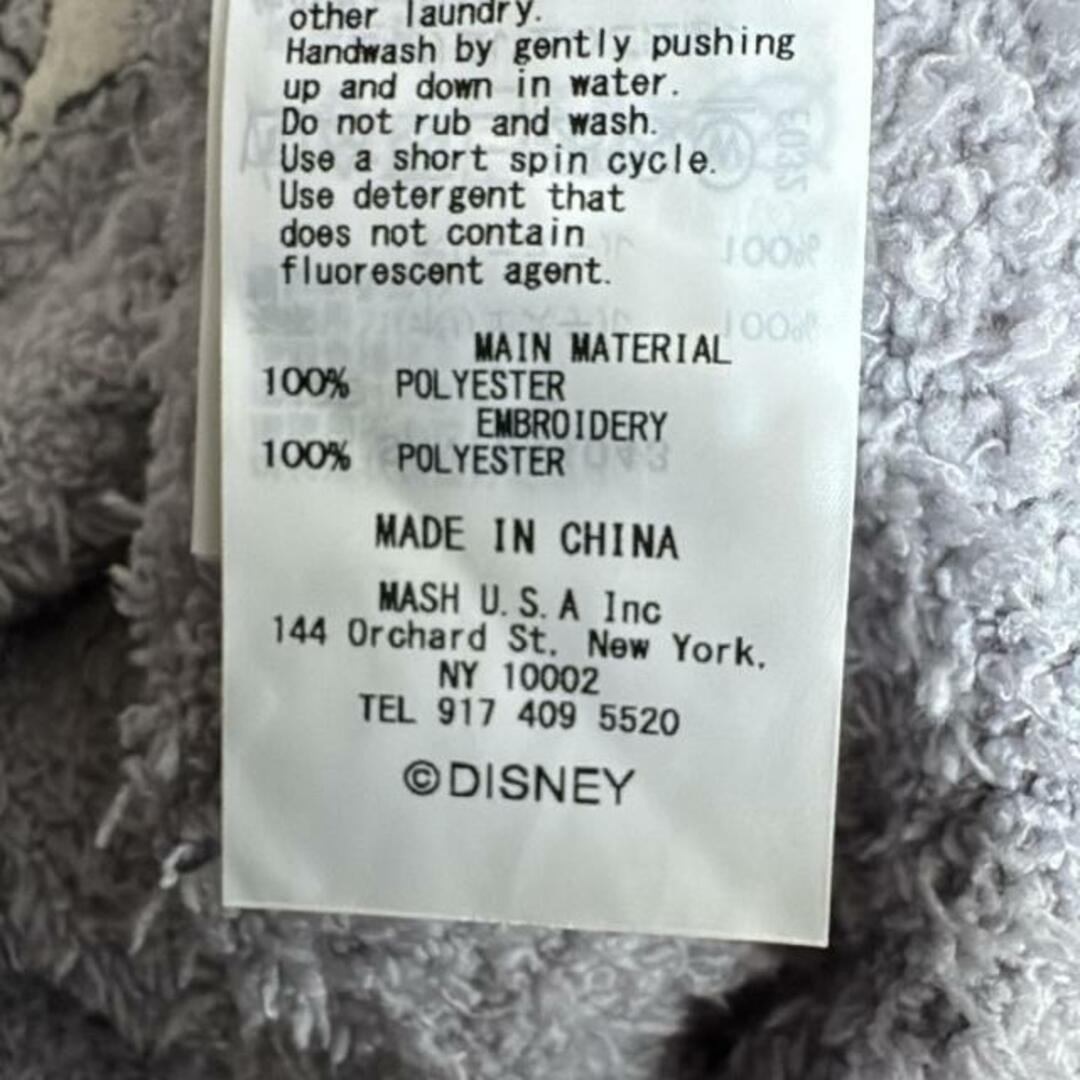 other laundry.
Handwash by gently pushing
up and down in water.
Do not rub and wash.
Use a short spin cycle.
Use detergent that
does not contain
fluorescent agent.
MAIN MATERIAL
100% POLYESTER
EMBROIDERY
100% POLYESTER
MADE IN CHINA
MASH U.S.A Inc
144 Orchard St. New York.
NY 10002
TEL 917 409 5520
©DISNEY